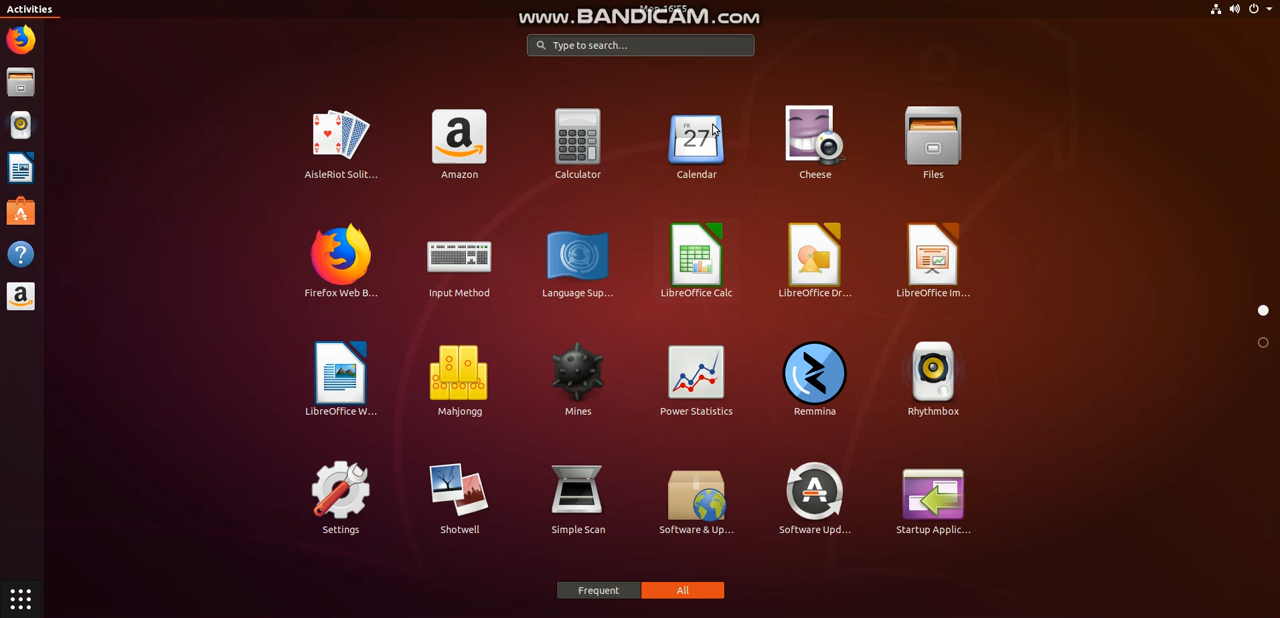 Activities
www.BANDICAM.com
Type to search...
AisleRiot Solit...
Amazon
Calculator
FRI
27
Calendar
Cheese
Files
Firefox Web B...
Input Method
Language Sup...
LibreOffice Calc
LibreOffice Dr...
LibreOffice Im...
LibreOffice W...
Mahjongg
Mines
Power Statistics
Remmina
Rhythmbox
Settings
Shotwell
Simple Scan
Software & Up...
Software Upd...
Startup Applic...
Frequent
All